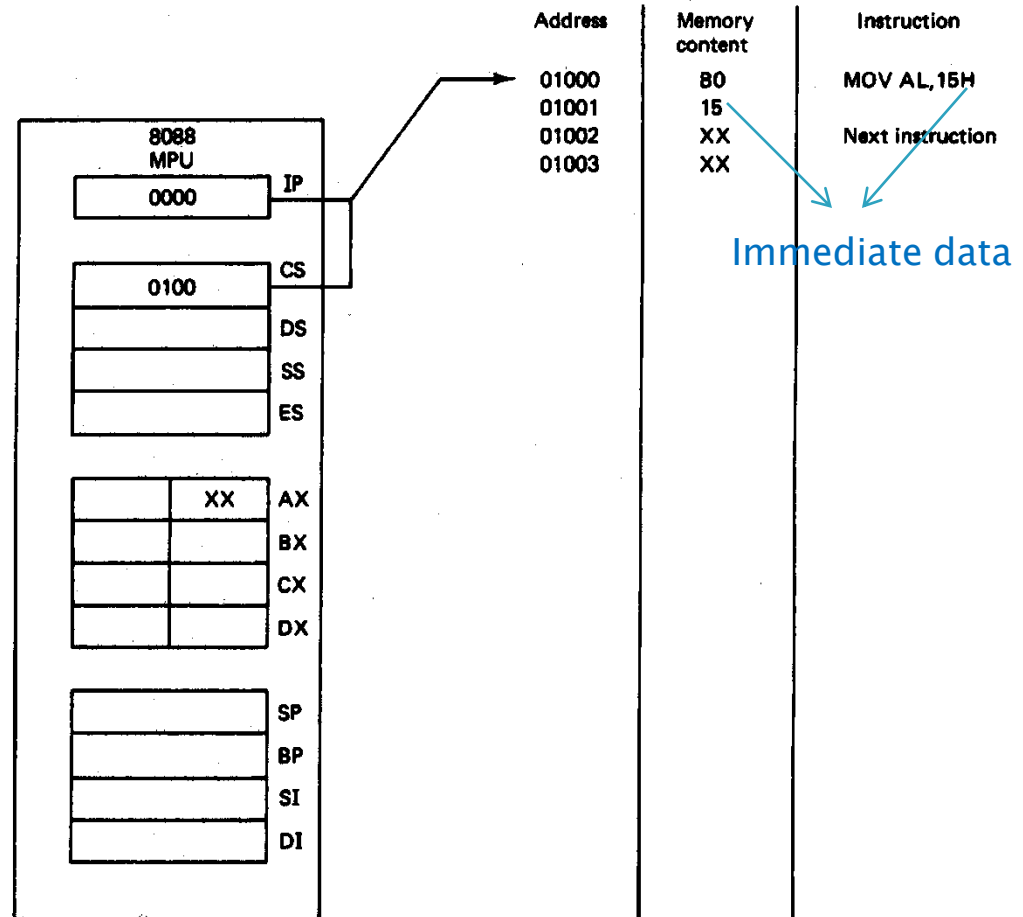 Address Memory content Instruction
01000 B0 MOV AL,15H
01001 15
01002 XX Next instruction
01003 XX
Immediate data
8088
MPU
0000 IP
0100 CS
DS
SS
ES
XX AX
BX
CX
DX
SP
BP
SI
DI